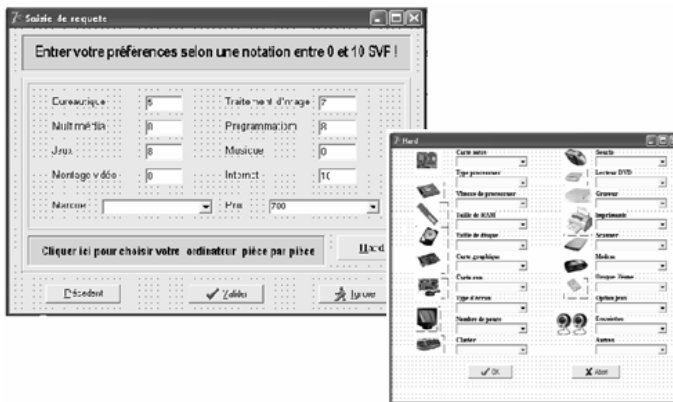 Saisie de requete
Entrer votre préférences selon une notation entre 0 et 10 SVP !
Bureautique 5 Traitement d'image 7
Multimédia 0 Programmation 8
Jeux 8 Musique 0
Montage vidéo 0 Internet 10
Marque Prix 700
Cliquer ici pour choisir votre ordinateur pièce par pièce Hard
Précédent Valider
Hard
Carte mère Souris
Type processeur Lecteur DVD
Vitesse de processeur Graveur
Taille de RAM Imprimante
Taille de disque Scanner
Carte graphique Modem
Carte son
Type d'écran Option jeux
Nombre de pouce Enceintes
Clavier Autres
OK Abort